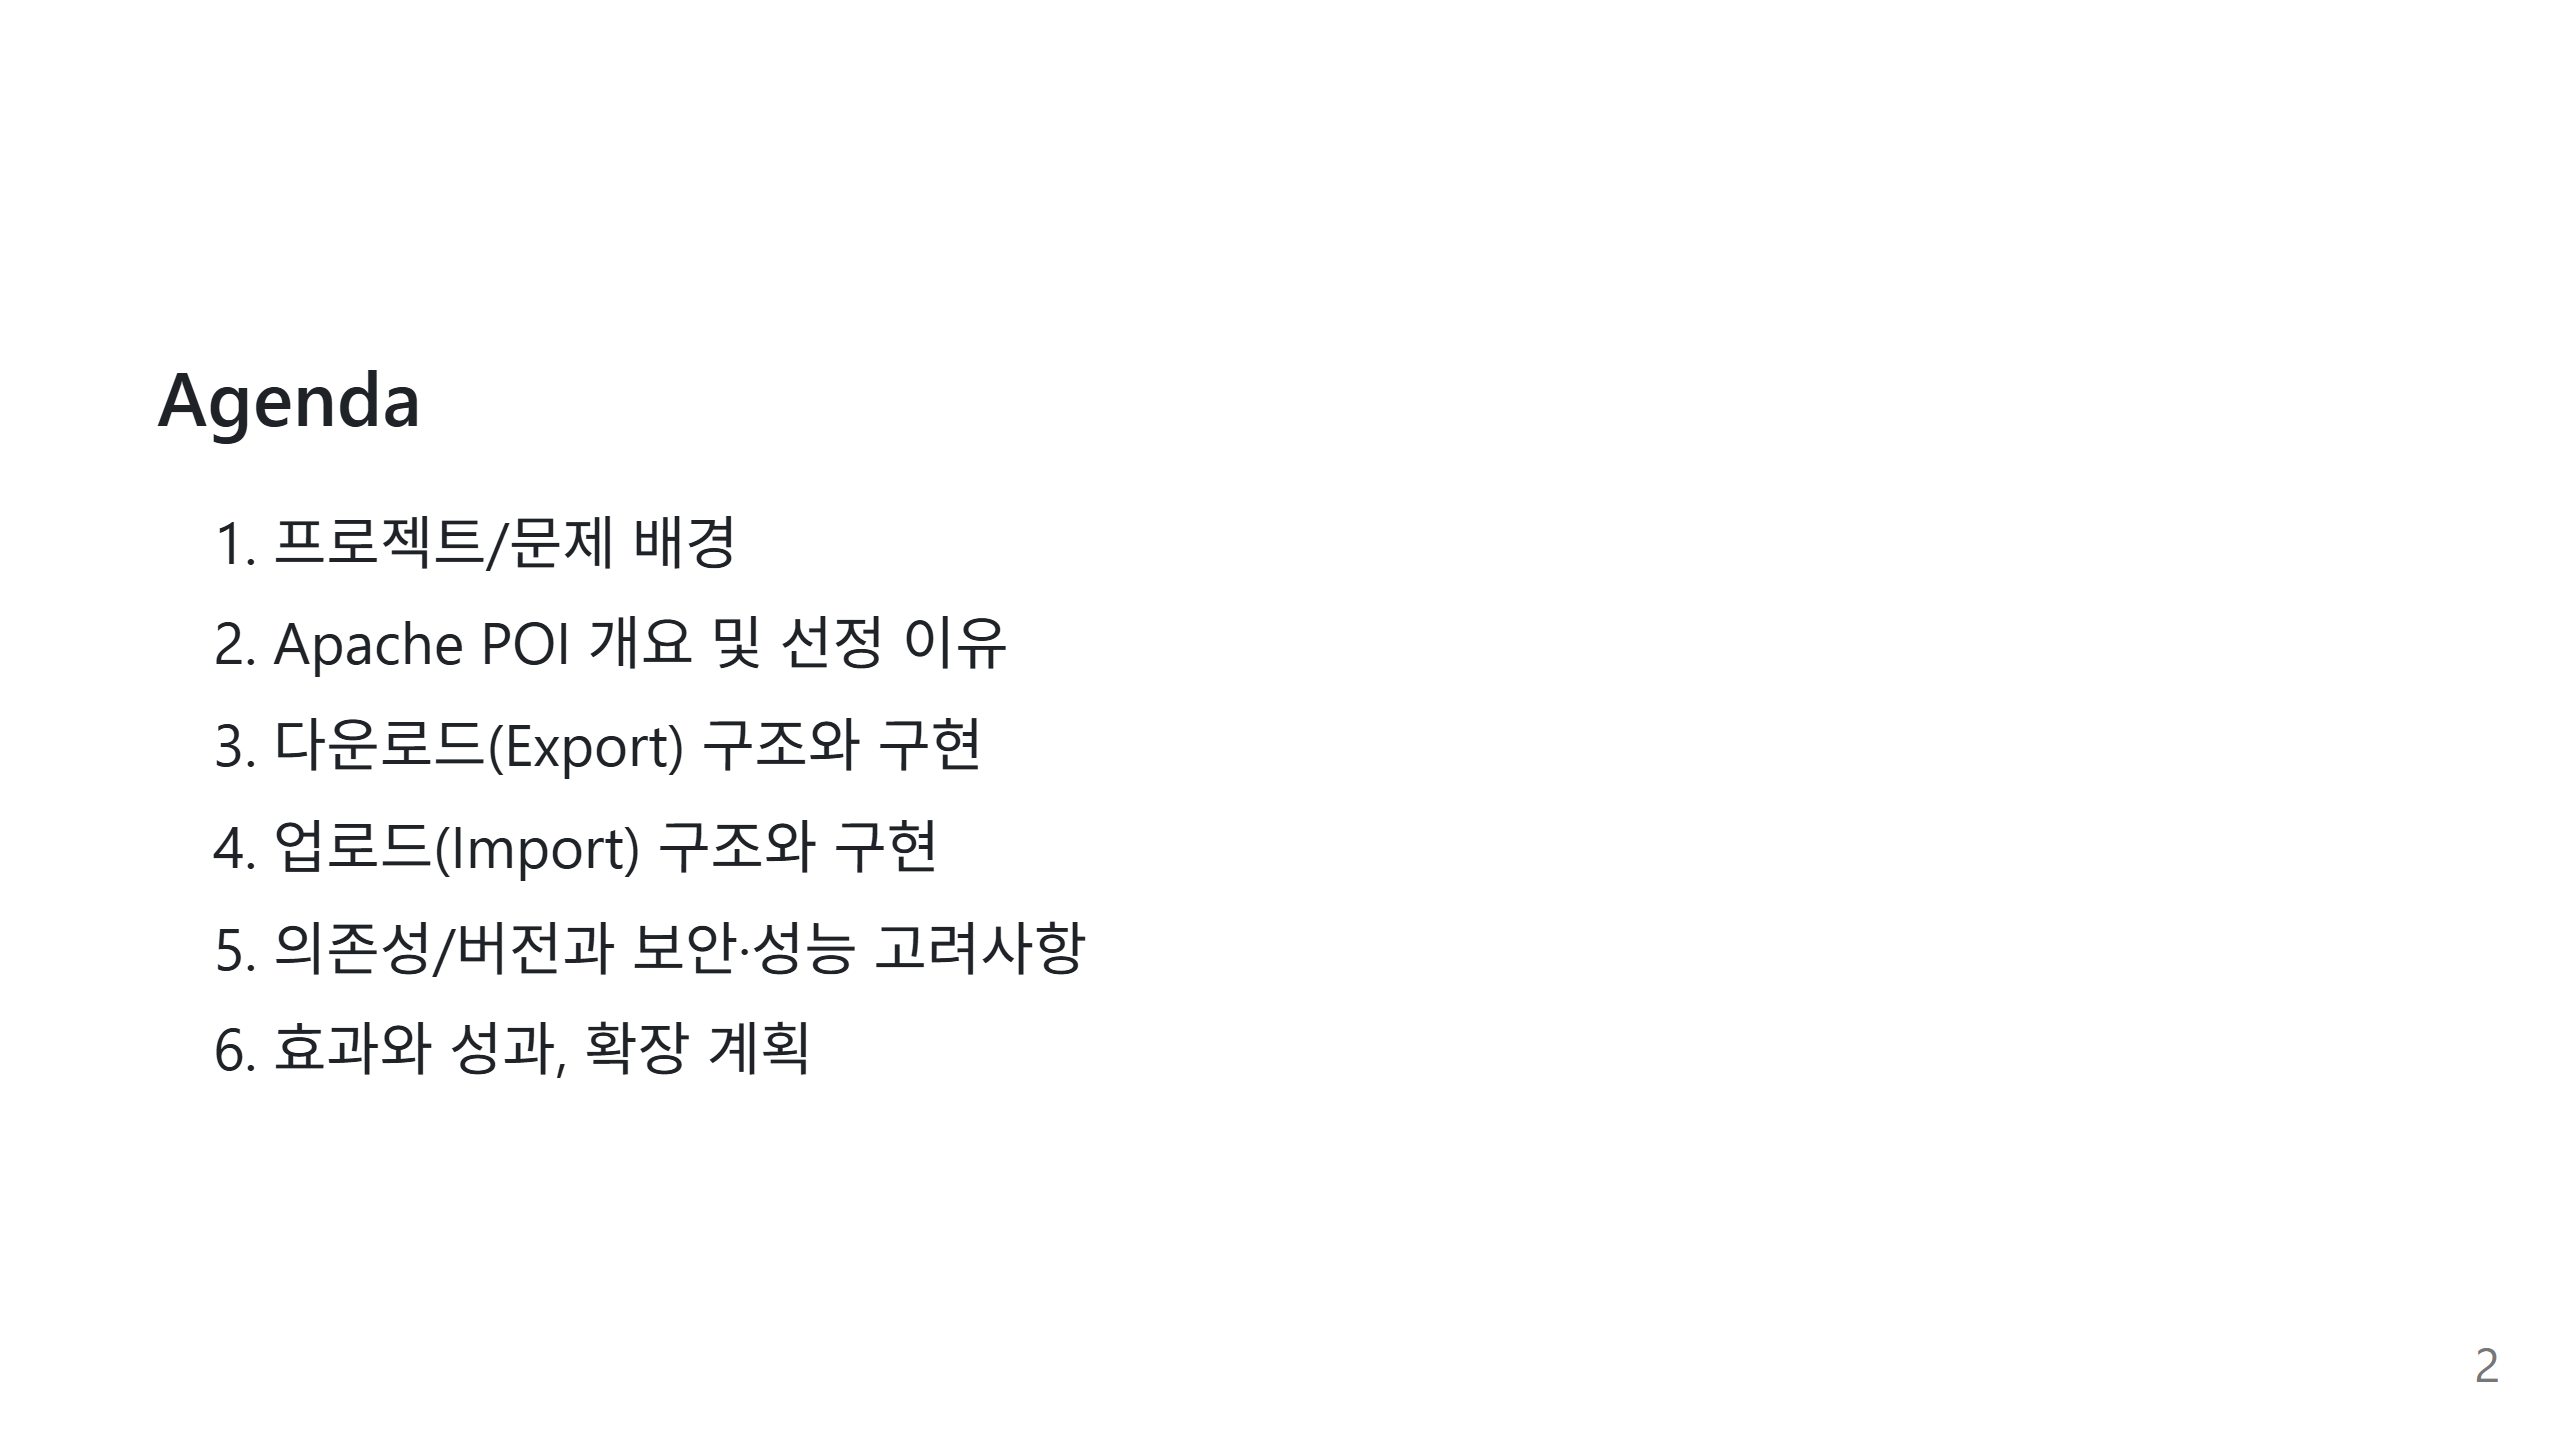 Agenda
1. 프로젝트/문제 배경
2. Apache POI 개요 및 선정 이유
3. 다운로드(Export) 구조와 구현
4. 업로드(Import) 구조와 구현
5. 의존성/버전과 보안·성능 고려사항
6. 효과와 성과, 확장 계획
2